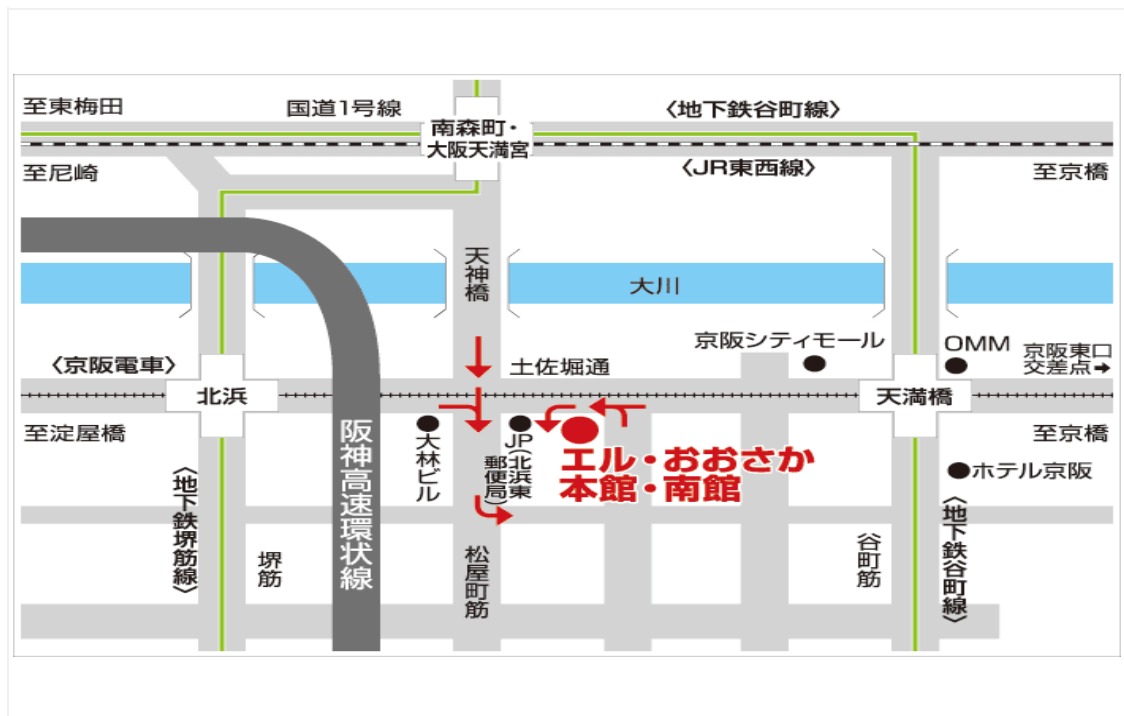 至東梅田
国道1号線
〈地下鉄谷町線〉
南森町・
大阪天満宮
至尼崎
〈JR東西線〉
至京橋
天神橋
大川
京阪シティモール
OMM
京阪東口
交差点➡
〈京阪電車〉
土佐堀通
北浜
天満橋
至淀屋橋
阪神高速環状線
大林ビル
JP(北浜東
郵便局)
エル・おおさか
本館・南館
至京橋
ホテル京阪
〈地下鉄堺筋線〉
堺筋
松屋町筋
谷町筋
〈地下鉄谷町線〉